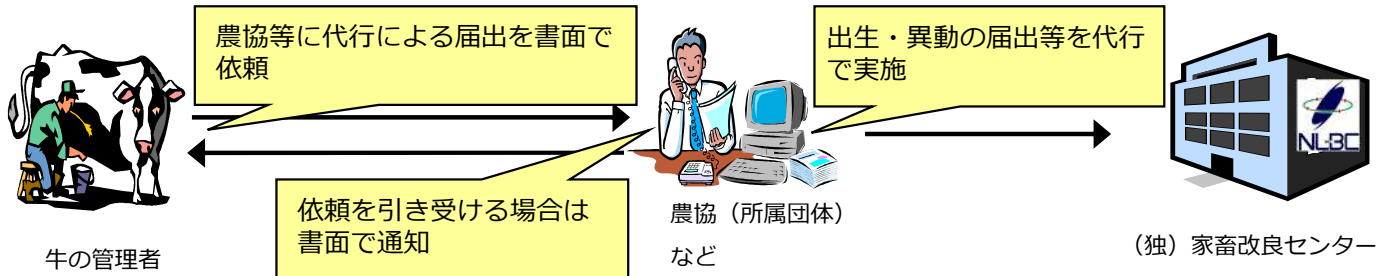 農協等に代行による届出を書面で
依頼
出生・異動の届出等を代行
で実施
NLBC
依頼を引き受ける場合は
書面で通知
農協（所属団体）
など
牛の管理者
（独）家畜改良センター